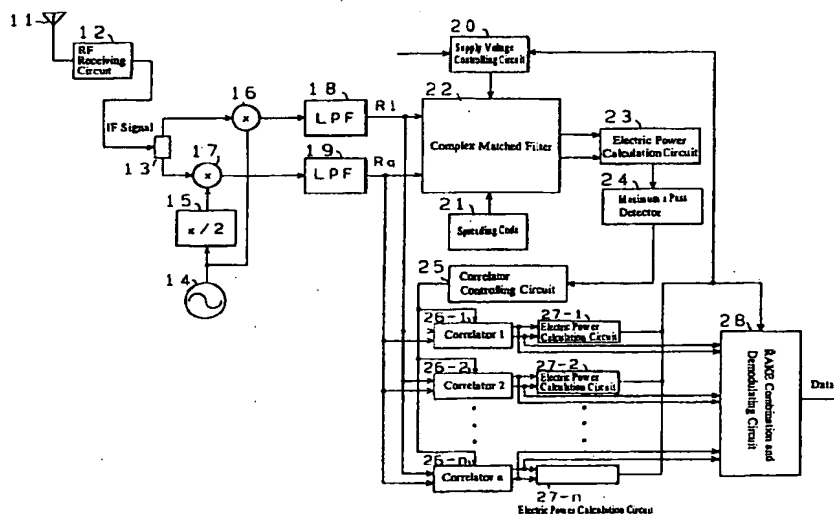 11
12
RF
Receiving
Circuit
IF Signal
13
14
15
π/2
16
×
17
×
18
LPF
19
LPF
Ri
Rq
20
Supply Voltage
Controlling Circuit
21
Spreading Code
22
Complex Matched Filter
23
Electric Power
Calculation Circuit
24
Maximum n Pass
Detector
25
Correlator
Controlling Circuit
26-1
Correlator 1
27-1
Electric Power
Calculation Circuit
26-2
Correlator 2
27-2
Electric Power
Calculation Circuit
26-n
Correlator n
27-n
Electric Power Calculation Circuit
28
RAKE Combination and
Demodulating Circuit
Data